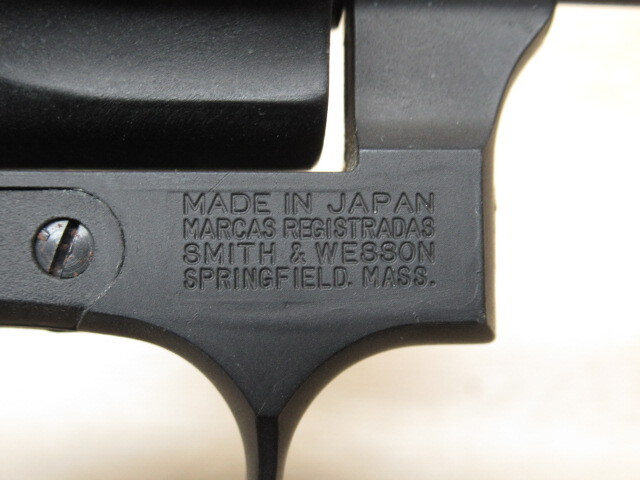 MADE IN JAPAN
MARCAS REGISTRADAS
SMITH & WESSON
SPRINGFIELD. MASS.